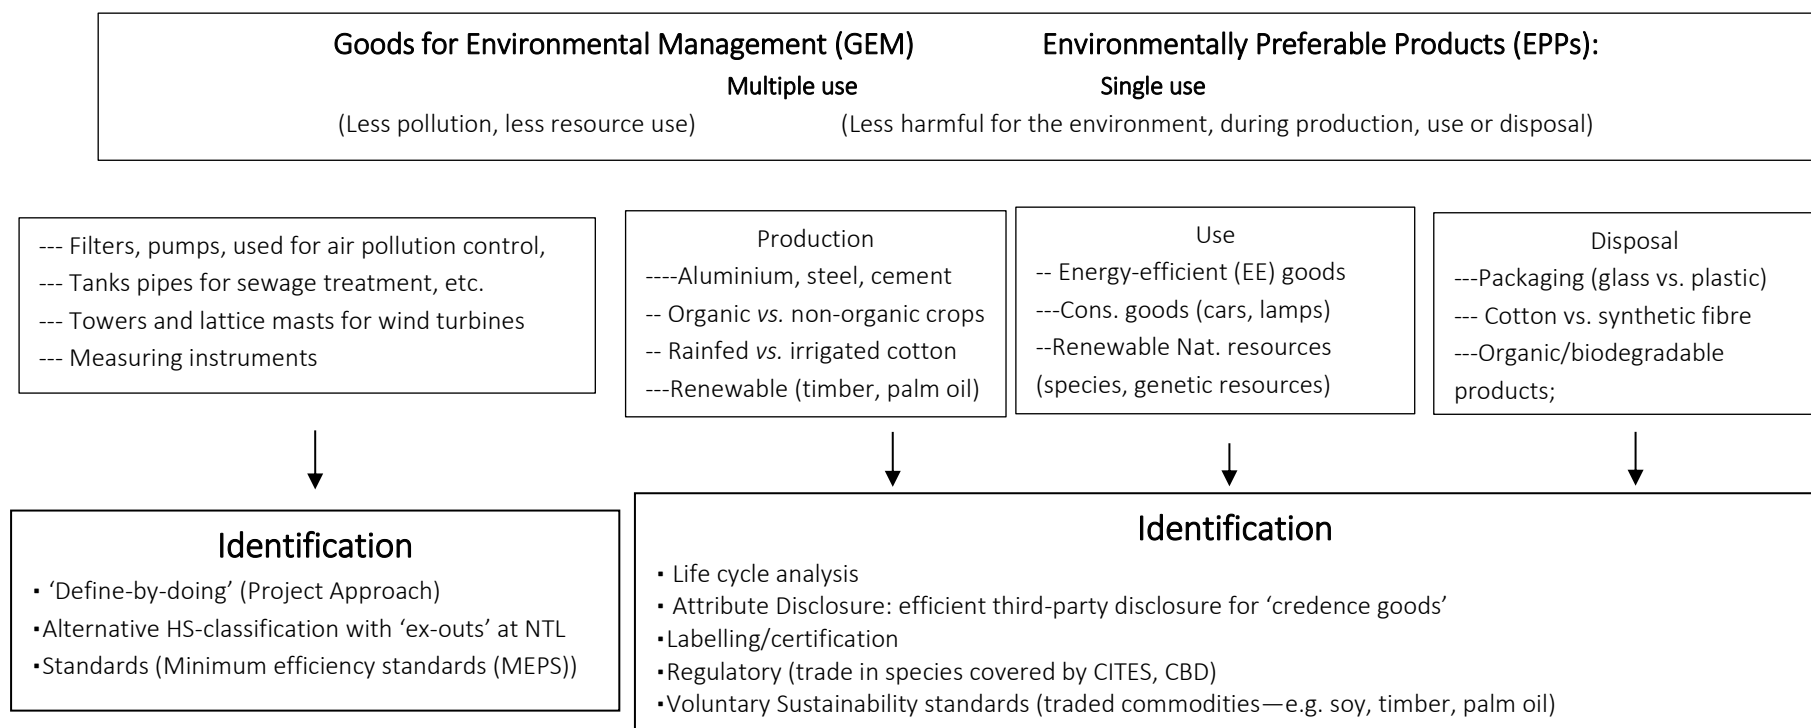 Goods for Environmental Management (GEM) Environmentally Preferable Products (EPPs):
Multiple use Single use
(Less pollution, less resource use) (Less harmful for the environment, during production, use or disposal)
--- Filters, pumps, used for air pollution control,
--- Tanks pipes for sewage treatment, etc.
--- Towers and lattice masts for wind turbines
--- Measuring instruments
Production
----Aluminium, steel, cement
-- Organic vs. non-organic crops
-- Rainfed vs. irrigated cotton
---Renewable (timber, palm oil)
Use
-- Energy-efficient (EE) goods
---Cons. goods (cars, lamps)
--Renewable Nat. resources
(species, genetic resources)
Disposal
---Packaging (glass vs. plastic)
--- Cotton vs. synthetic fibre
---Organic/biodegradable
products;
Identification
▪ ‘Define-by-doing’ (Project Approach)
▪Alternative HS-classification with ‘ex-outs’ at NTL
▪Standards (Minimum efficiency standards (MEPS))
Identification
▪ Life cycle analysis
▪ Attribute Disclosure: efficient third-party disclosure for ‘credence goods’
▪Labelling/certification
▪Regulatory (trade in species covered by CITES, CBD)
▪Voluntary Sustainability standards (traded commodities—e.g. soy, timber, palm oil)